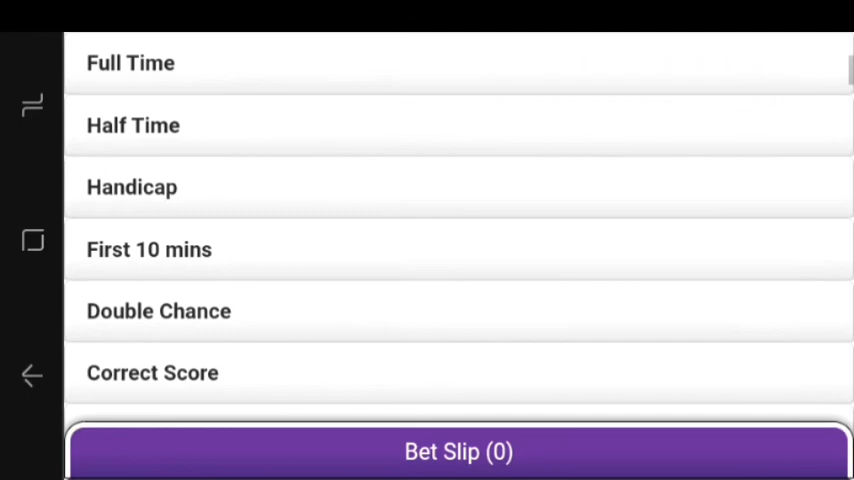 Full Time
Half Time
Handicap
First 10 mins
Double Chance
Correct Score
Bet Slip (0)